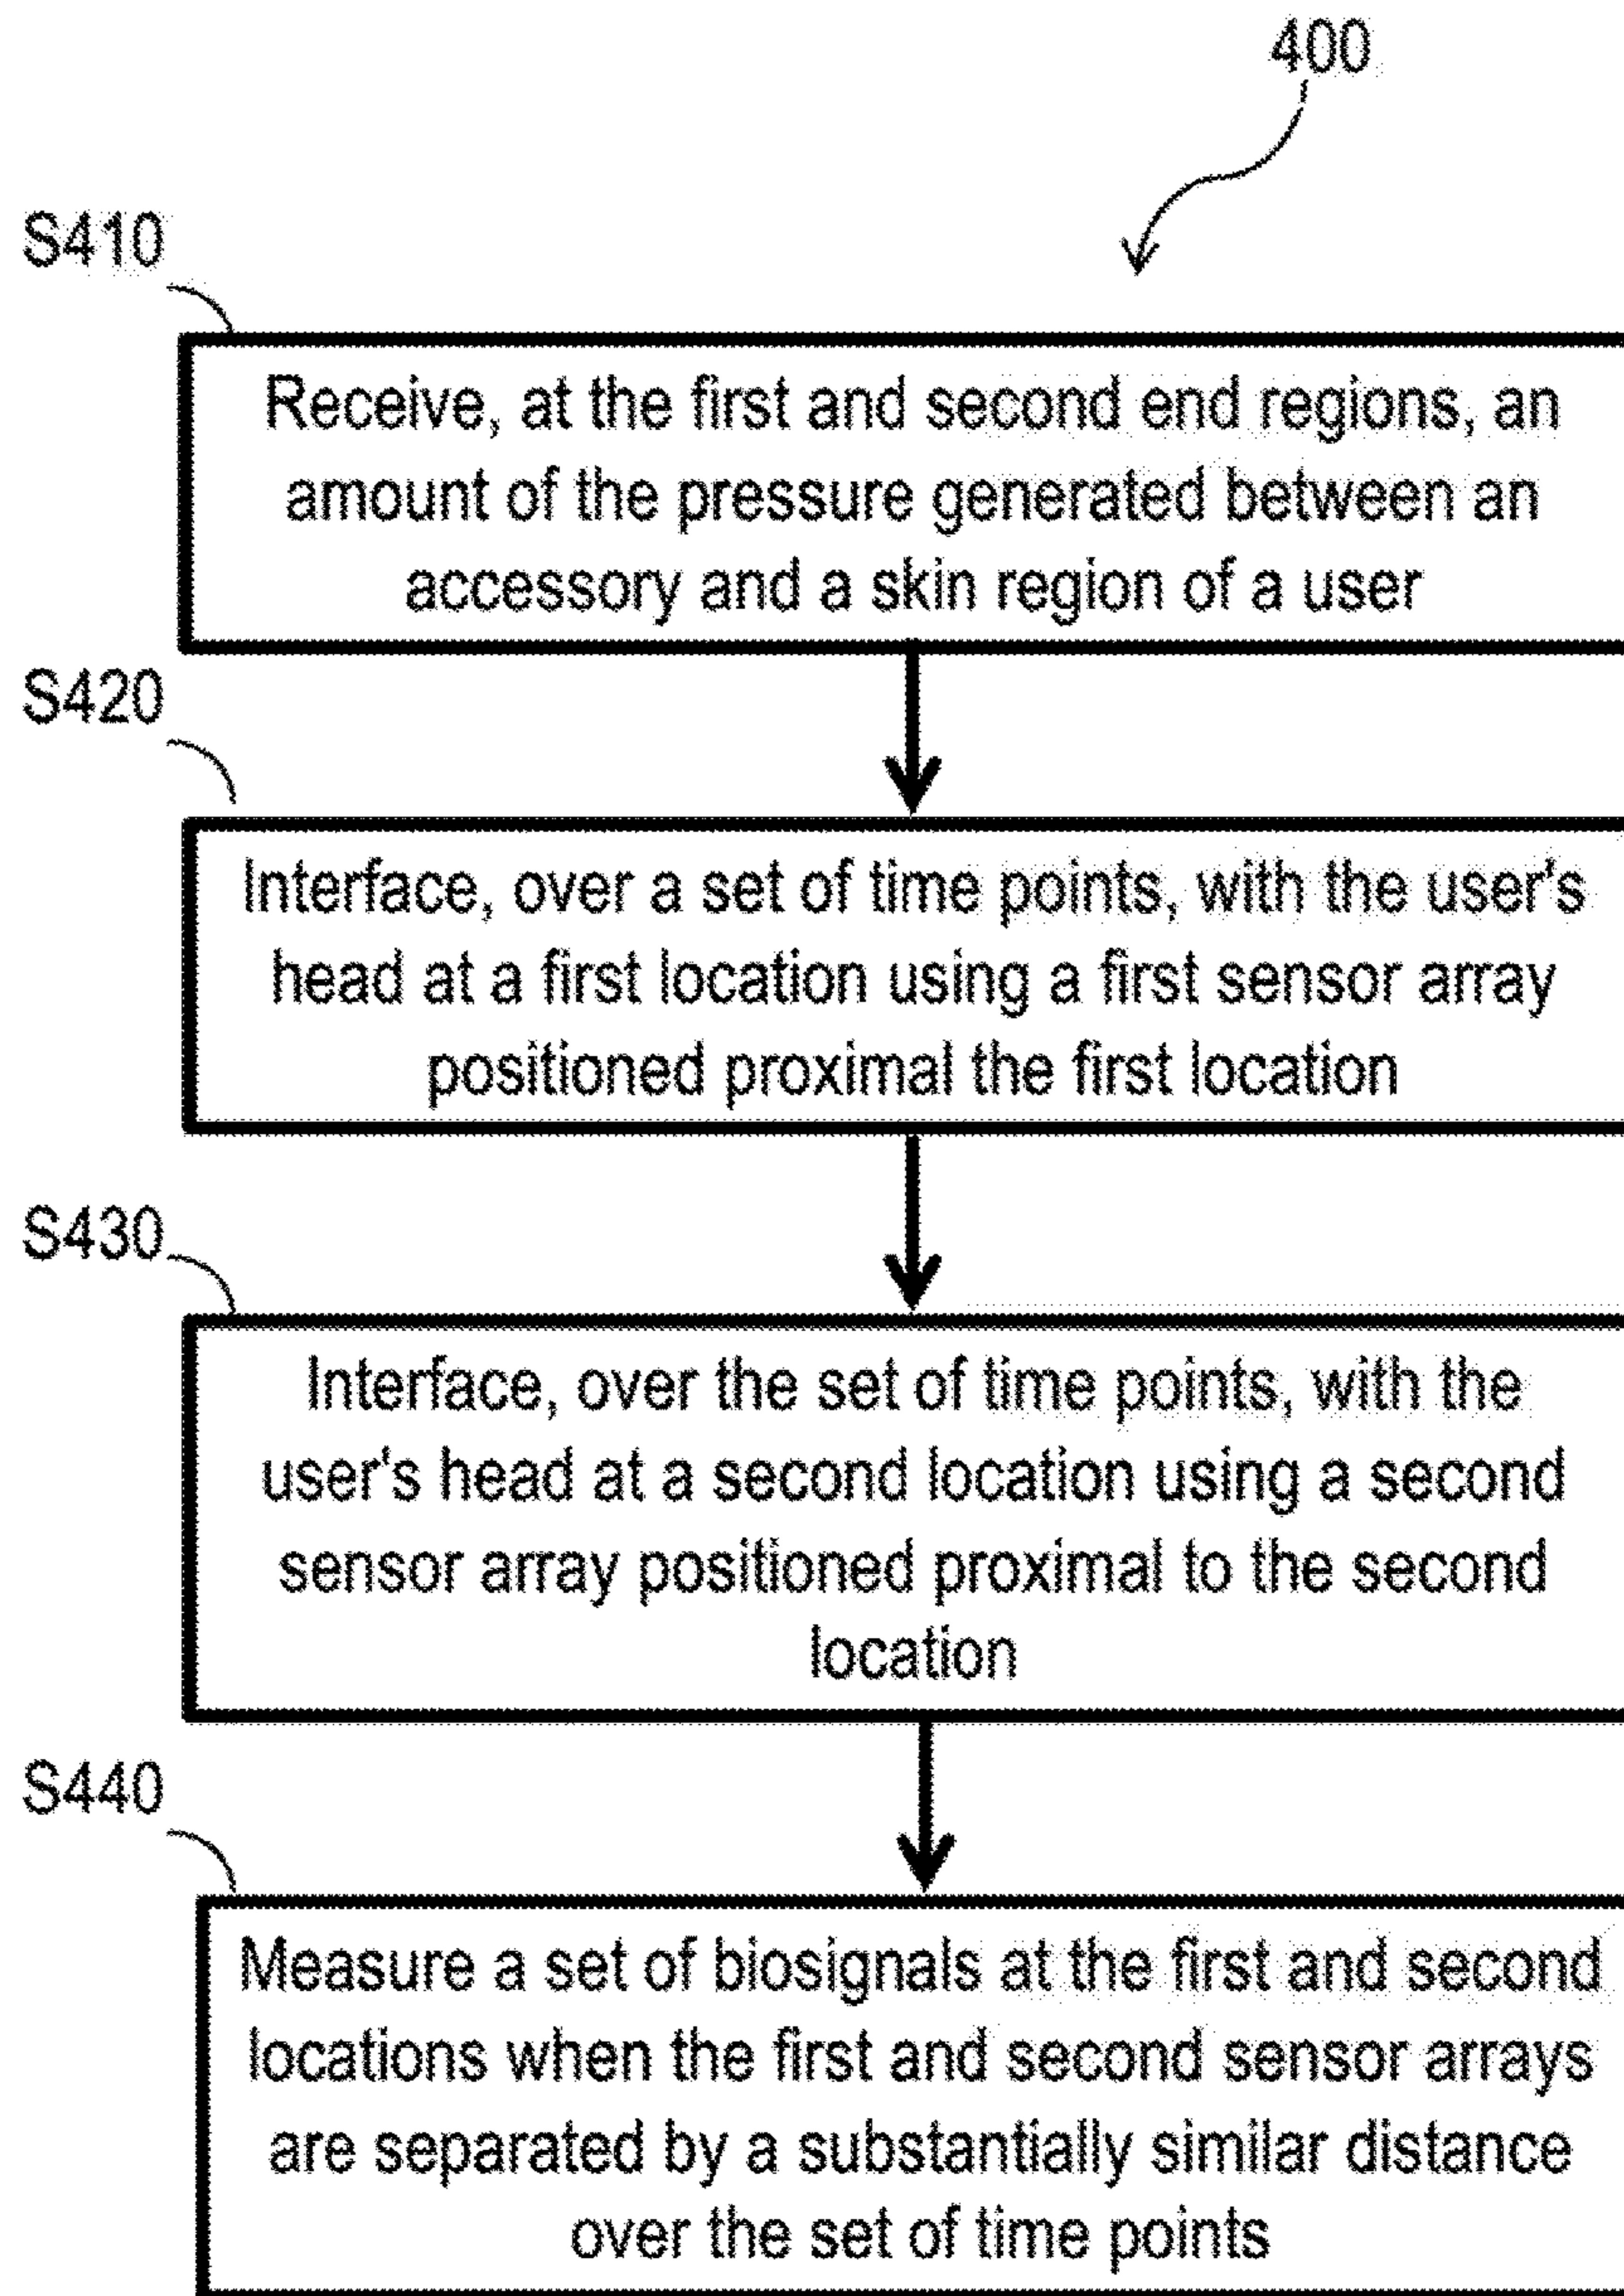 400
S410
Receive, at the first and second end regions, an
amount of the pressure generated between an
accessory and a skin region of a user
S420
Interface, over a set of time points, with the user's
head at a first location using a first sensor array
positioned proximal the first location
S430
Interface, over the set of time points, with the
user's head at a second location using a second
sensor array positioned proximal to the second
location
S440
Measure a set of biosignals at the first and second
locations when the first and second sensor arrays
are separated by a substantially similar distance
over the set of time points